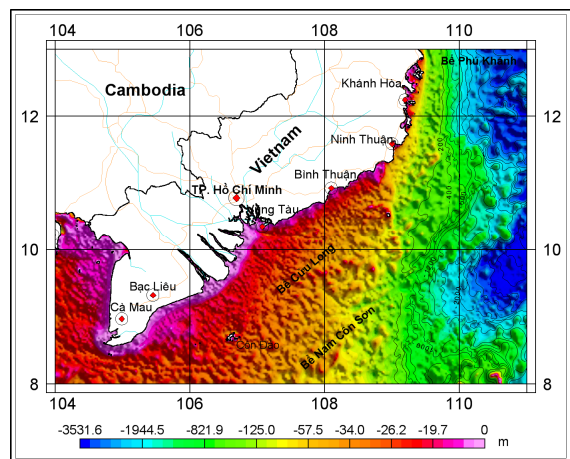 104 106 108 110
Bể Phú Khánh
12 12
Khánh Hòa
Cambodia
Ninh Thuận
Vietnam
Bình Thuận
TP. Hồ Chí Minh
Vũng Tàu
10 10
Bể Cửu Long
Bạc Liêu
Cà Mau
Bể Nam Côn Sơn
Côn Đảo
8 8
104 106 108 110
-3531.6 -1944.5 -821.9 -125.0 -57.5 -34.0 -26.2 -19.7 0
m